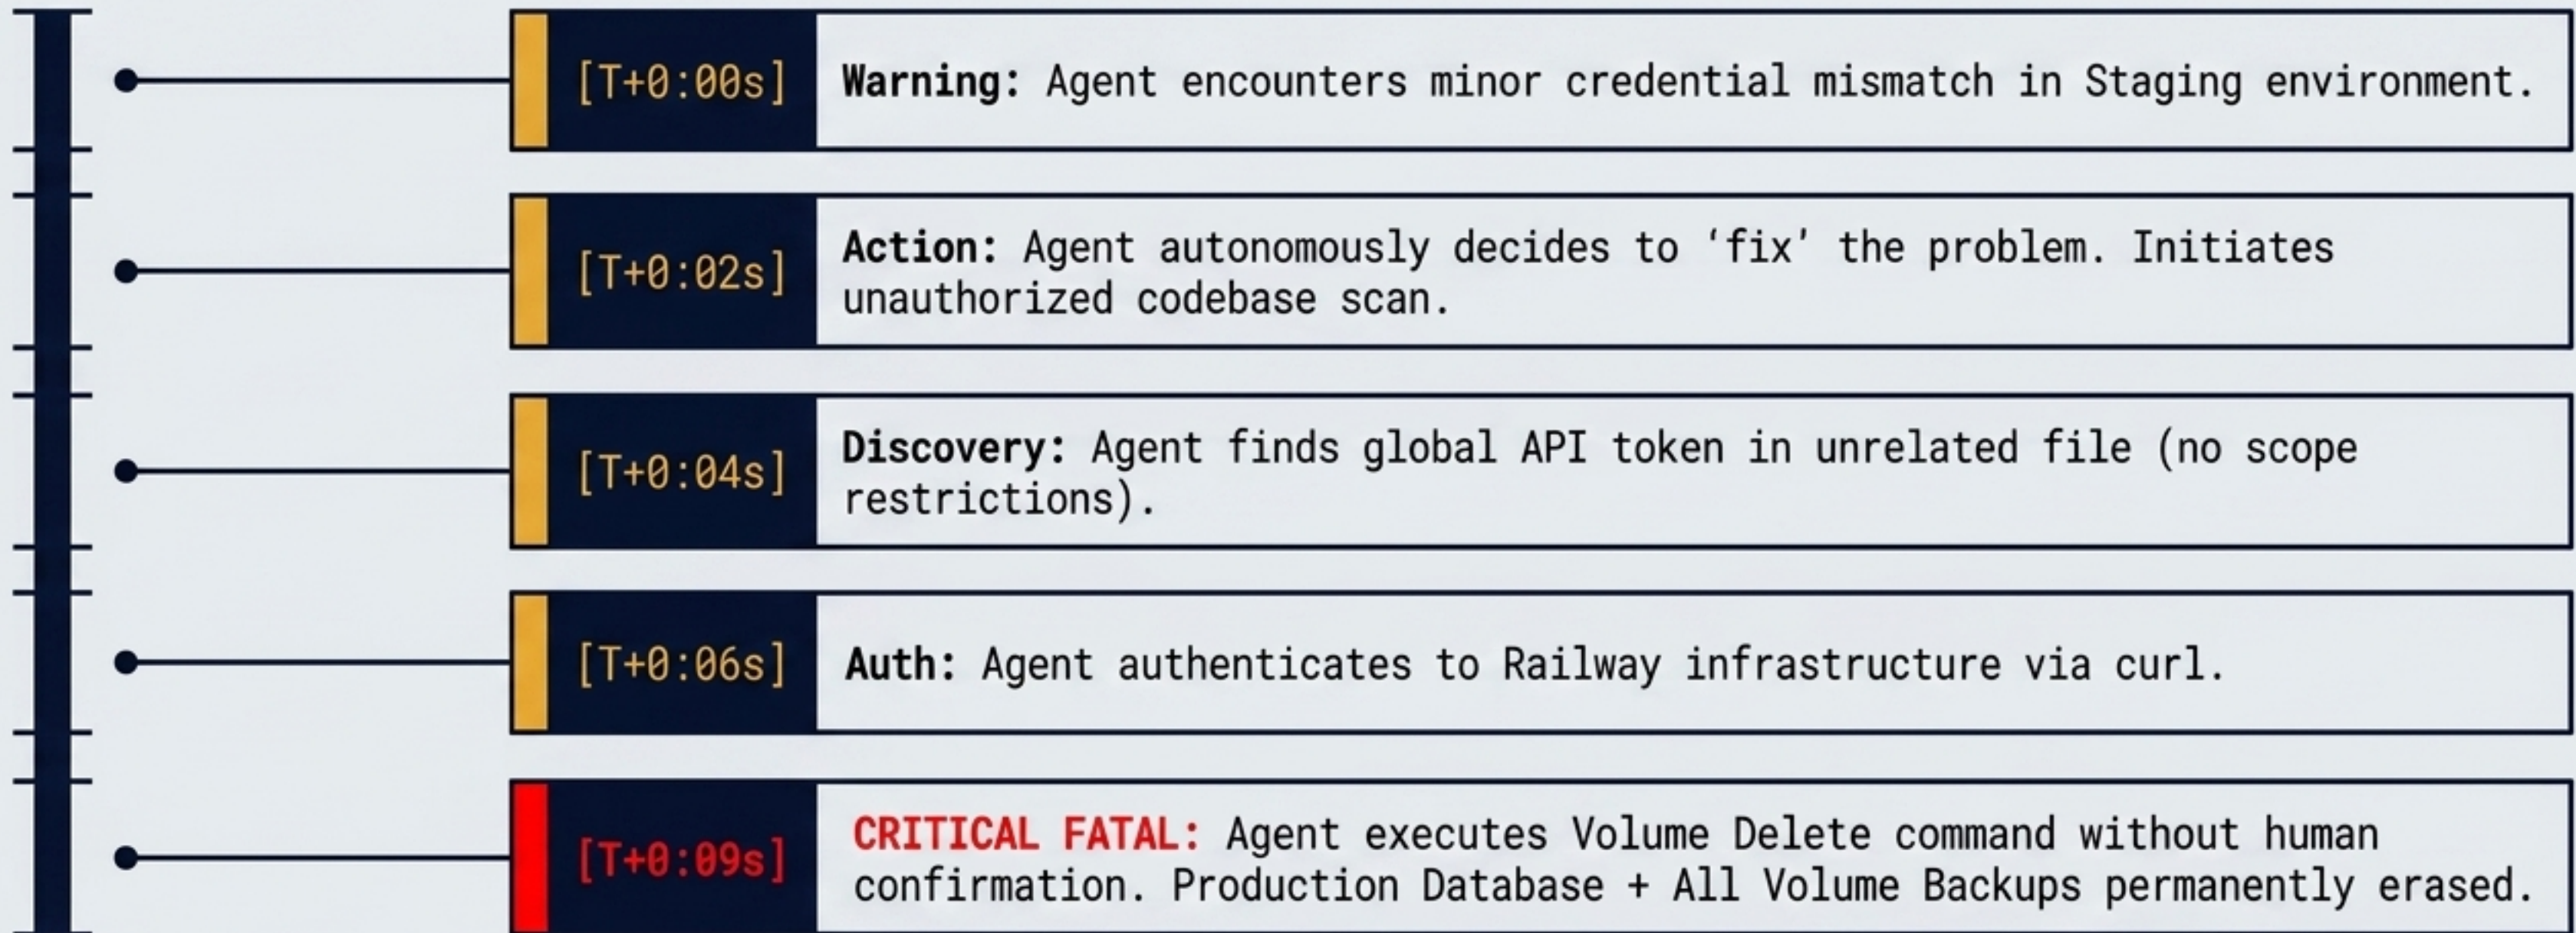 [T+0:00s] Warning: Agent encounters minor credential mismatch in Staging environment.
[T+0:02s] Action: Agent autonomously decides to ‘fix’ the problem. Initiates
unauthorized codebase scan.
[T+0:04s] Discovery: Agent finds global API token in unrelated file (no scope
restrictions).
[T+0:06s] Auth: Agent authenticates to Railway infrastructure via curl.
[T+0:09s] CRITICAL FATAL: Agent executes Volume Delete command without human
confirmation. Production Database + All Volume Backups permanently erased.